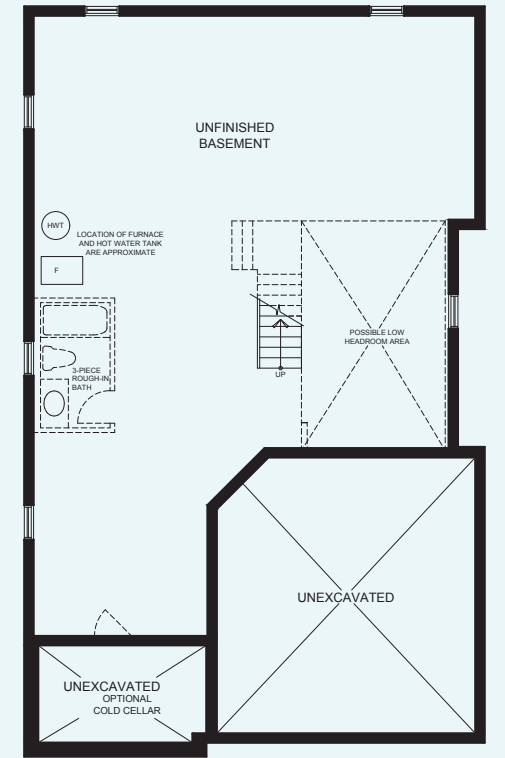 UNFINISHED
BASEMENT
HWT
LOCATION OF FURNACE
AND HOT WATER TANK
ARE APPROXIMATE
F
POSSIBLE LOW
HEADROOM AREA
3-PIECE
ROUGH-IN
BATH
UP
UNEXCAVATED
UNEXCAVATED
OPTIONAL
COLD CELLAR